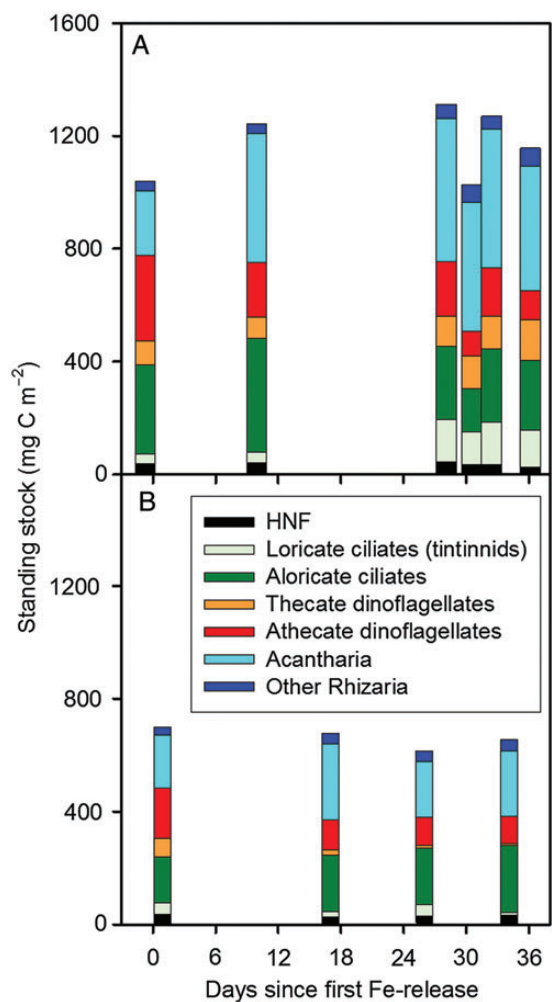 1600
A
1200
800
400
0
Standing stock (mg C m⁻²)
B
HNF
Loricate ciliates (tintinnids)
Aloricate ciliates
Thecate dinoflagellates
Athecate dinoflagellates
Acantharia
Other Rhizaria
1200
800
400
0
0 6 12 18 24 30 36
Days since first Fe-release